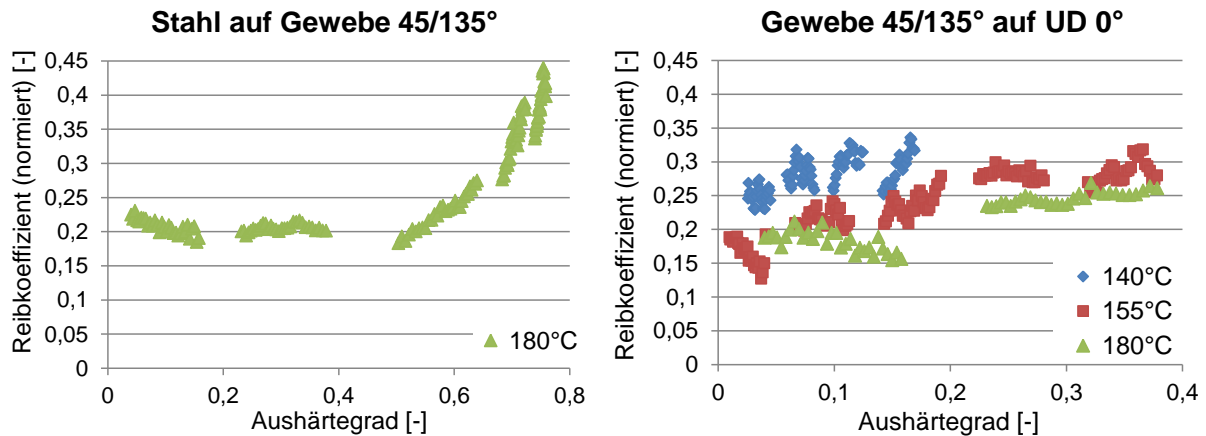 Stahl auf Gewebe 45/135°
Reibkoeffizient (normiert) [-]
0,45
0,4
0,35
0,3
0,25
0,2
0,15
0,1
0,05
0
0 0,2 0,4 0,6 0,8
Aushärtegrad [-]
180°C
Gewebe 45/135° auf UD 0°
Reibkoeffizient (normiert) [-]
0,45
0,4
0,35
0,3
0,25
0,2
0,15
0,1
0,05
0
0 0,1 0,2 0,3 0,4
Aushärtegrad [-]
140°C
155°C
180°C